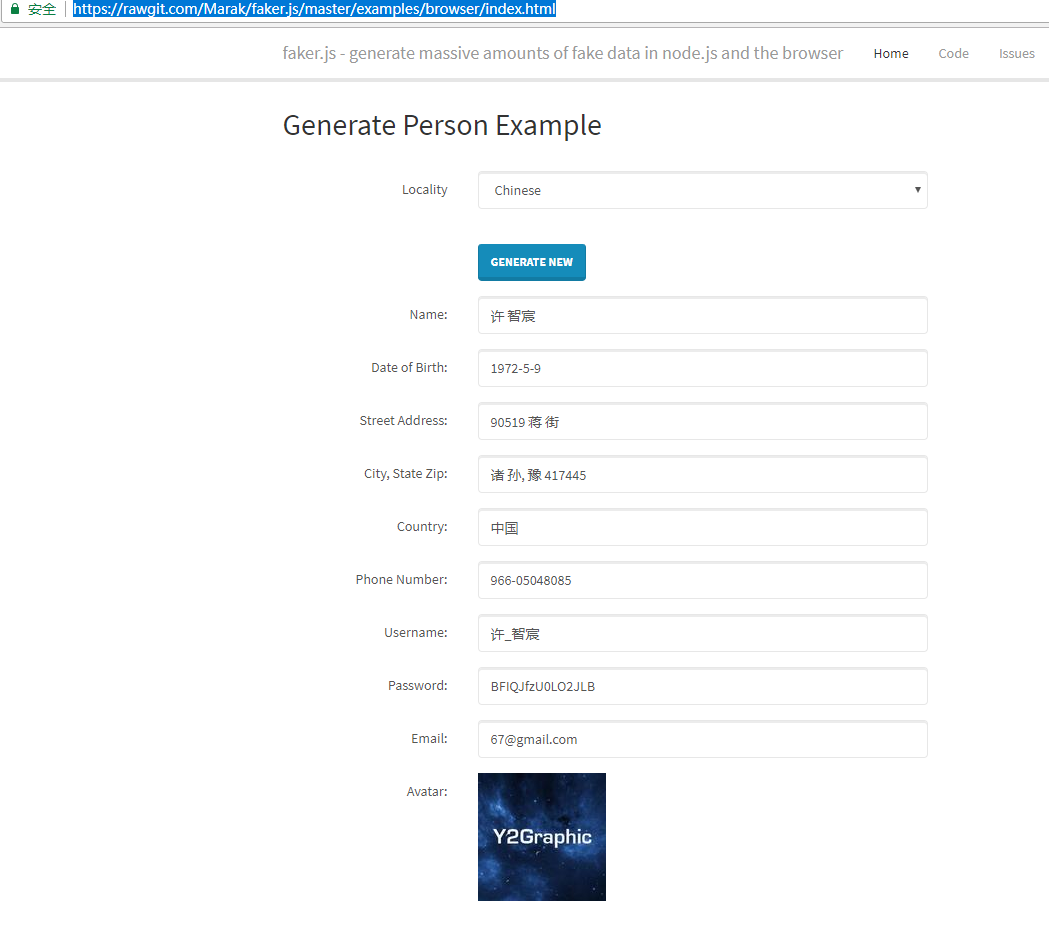 安全 https://rawgit.com/Marak/faker.js/master/examples/browser/index.html
faker.js - generate massive amounts of fake data in node.js and the browser Home Code Issues
Generate Person Example
Locality Chinese
GENERATE NEW
Name: 许 智宸
Date of Birth: 1972-5-9
Street Address: 90519 蒋 街
City, State Zip: 诸 孙, 豫 417445
Country: 中国
Phone Number: 966-05048085
Username: 许_智宸
Password: BFIQJfzU0LO2JLB
Email: 67@gmail.com
Avatar: Y2Graphic